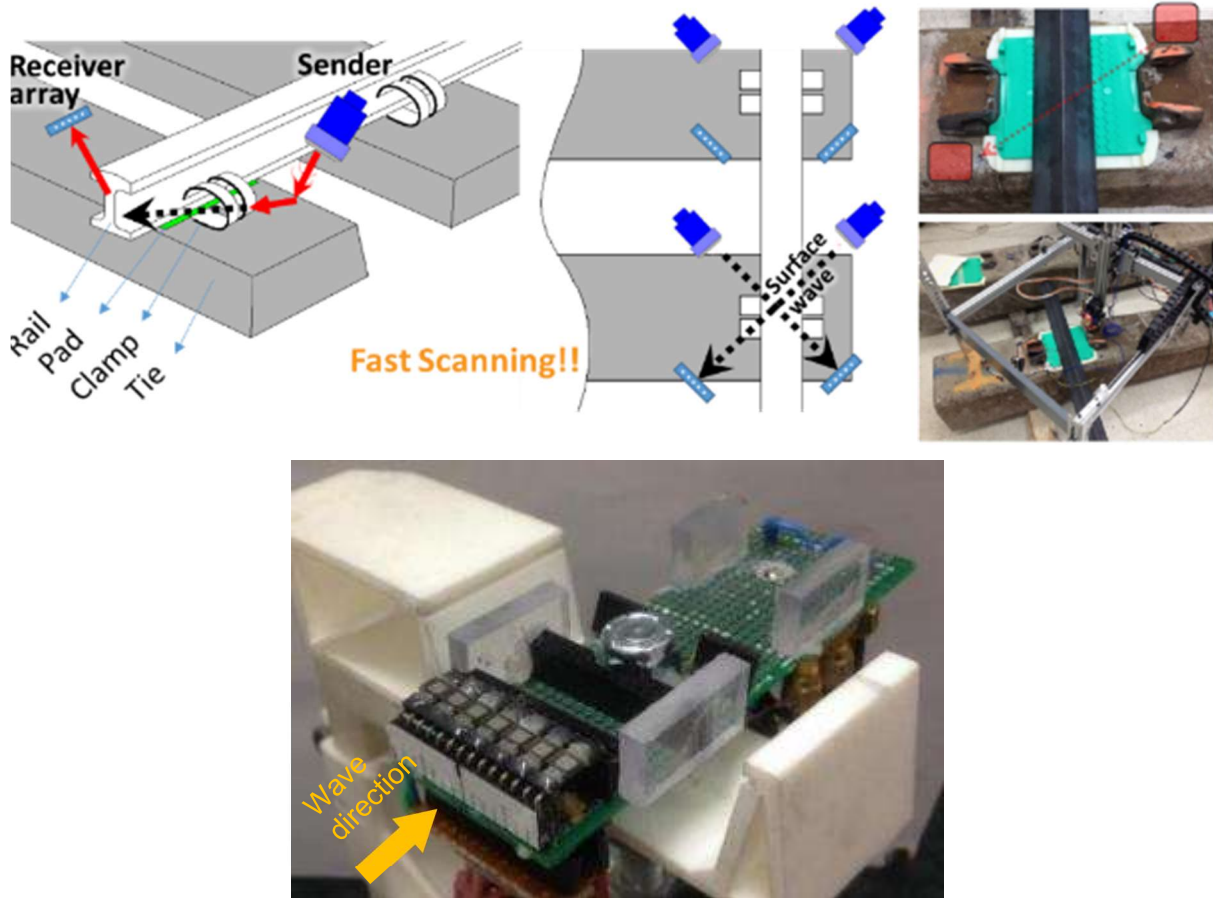 Receiver
array
Sender
Rail
Pad
Clamp
Tie
Fast Scanning!!
Surface
wave
Wave
direction